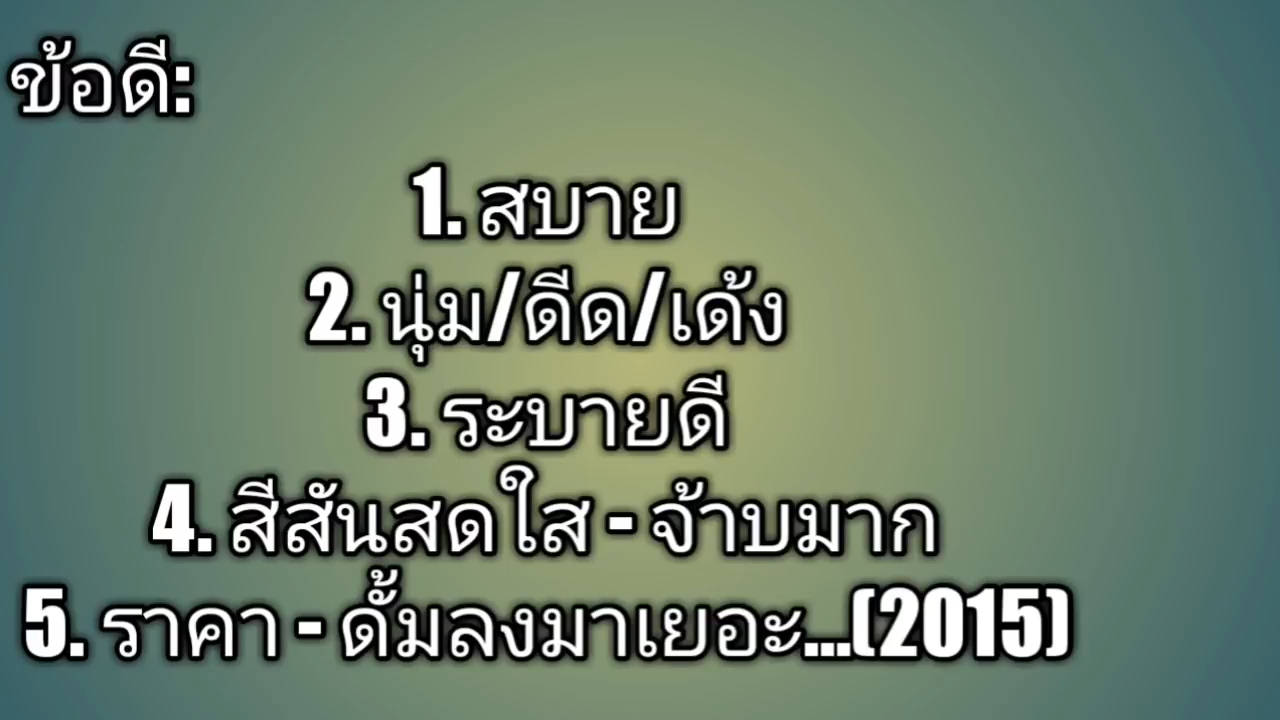 ข้อดี:
1. สบาย
2. นุ่ม/ดีด/เด้ง
3. ระบายดี
4. สีสันสดใส - จ้าบมาก
5. ราคา - ดั้มลงมาเยอะ...(2015)